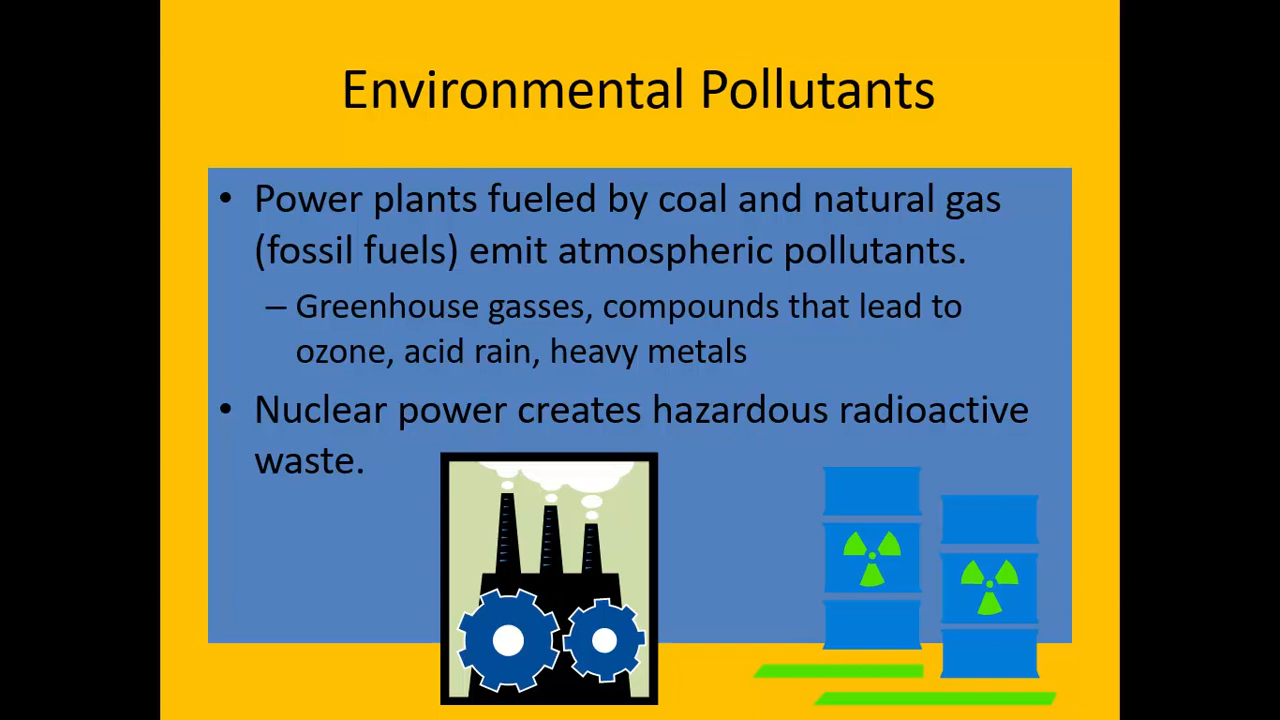 Environmental Pollutants
• Power plants fueled by coal and natural gas
(fossil fuels) emit atmospheric pollutants.
– Greenhouse gasses, compounds that lead to
ozone, acid rain, heavy metals
• Nuclear power creates hazardous radioactive
waste.